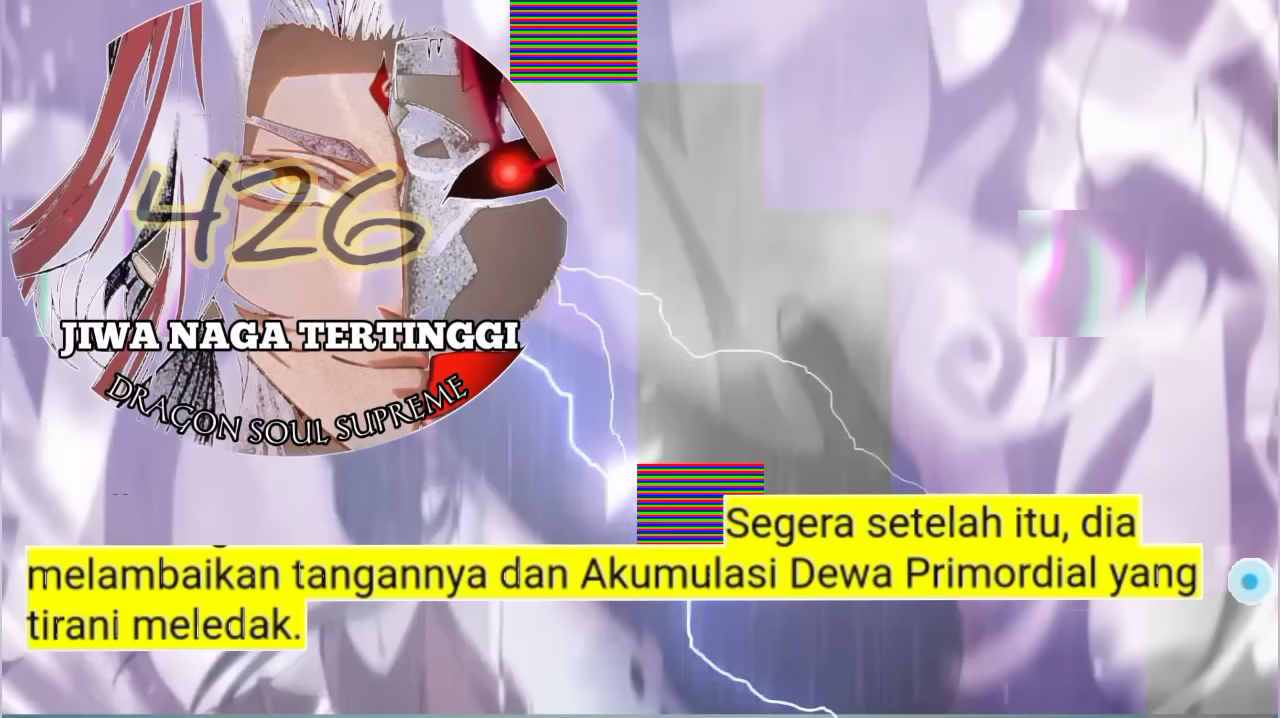 426
JIWA NAGA TERTINGGI
DRAGON SOUL SUPREME
Segera setelah itu, dia
melambaikan tangannya dan Akumulasi Dewa Primordial yang
tirani meledak.